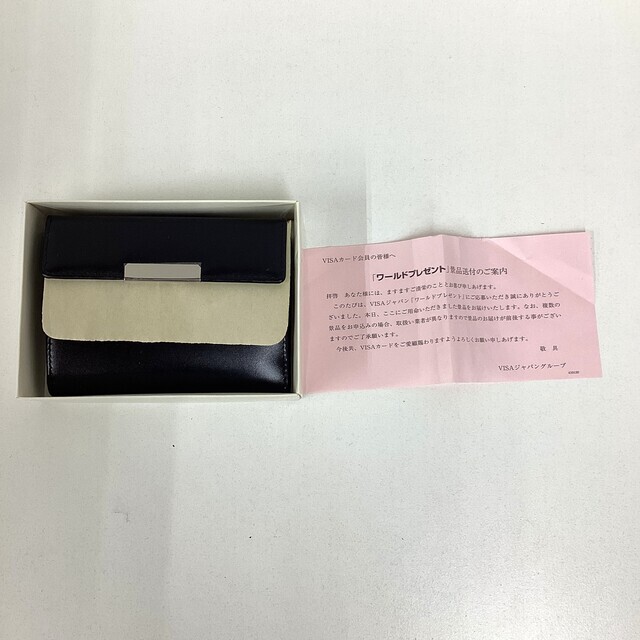 VISAカード会員の皆様へ
「ワールドプレゼント」景品送付のご案内
拝啓 あなた様には、ますますご清栄のこととお喜び申しあげます。
このたびは、VISAジャパン「ワールドプレゼント」にご応募いただき誠にありがとうご
ざいました。本日、ここにご用命いただきました景品をお届けいたします。なお、複数の
景品をお申込みの場合、取扱い業者が異なりますので景品のお届けが前後する事がござい
ますのでご了承願います。
今後共、VISAカードをご愛顧賜わりますようよろしくお願い申しあげます。
敬具
VISAジャパングループ